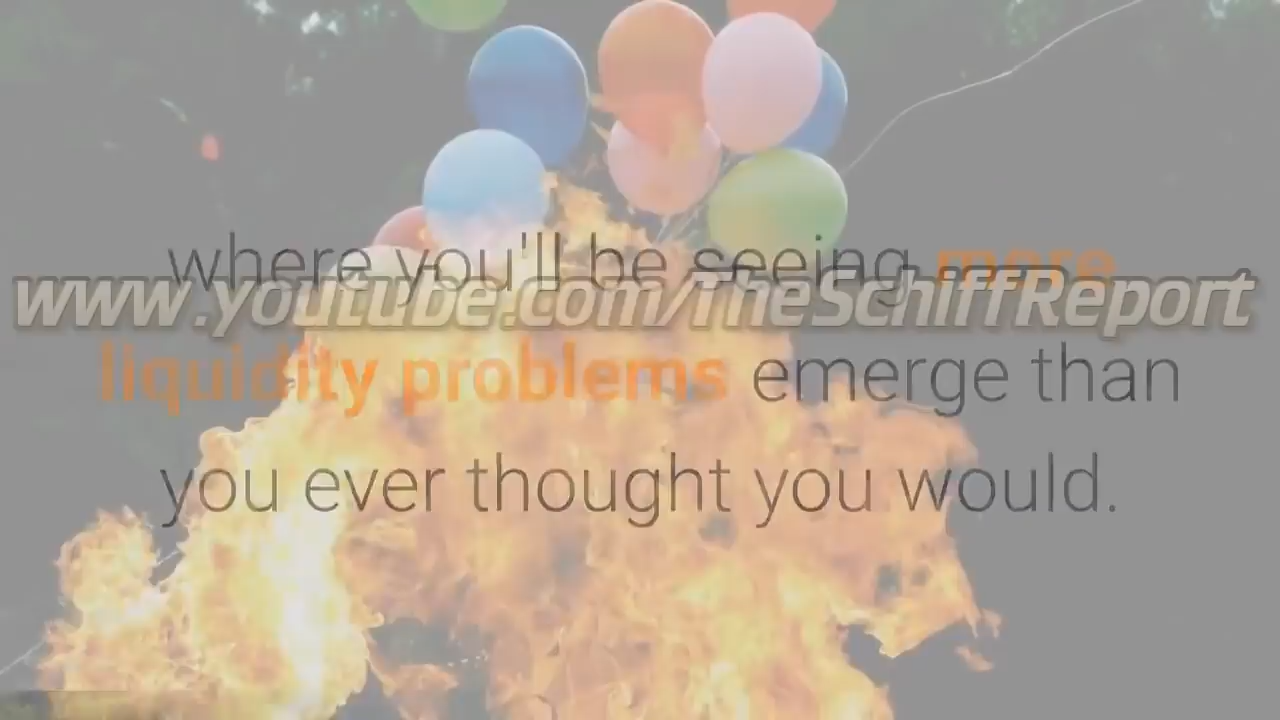 where you'll be seeing more
www.youtube.com/TheSchiffReport
liquidity problems emerge than
you ever thought you would.